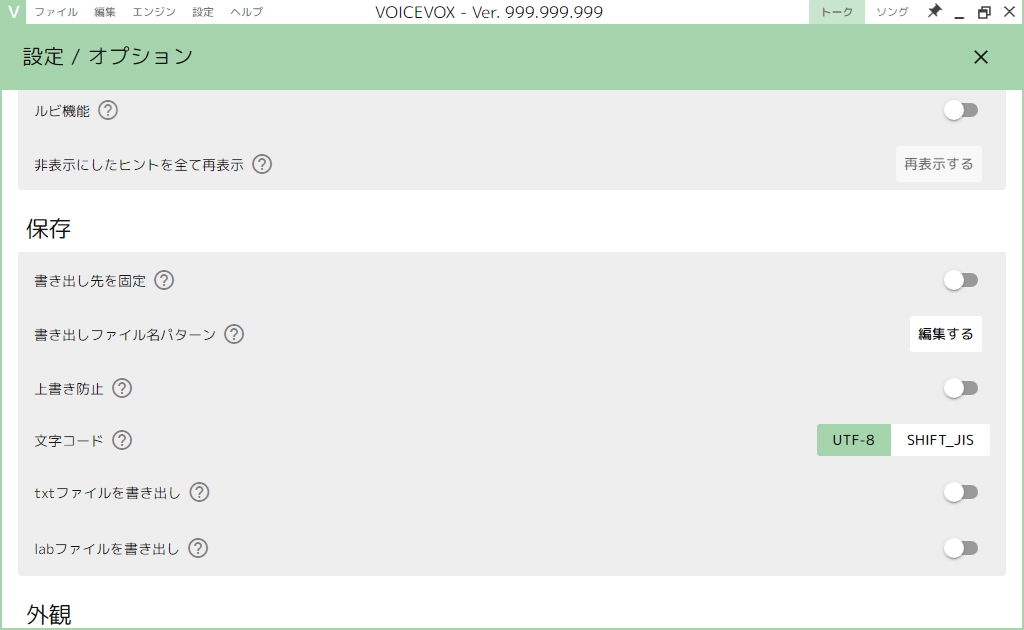 V ファイル 編集 エンジン 設定 ヘルプ VOICEVOX - Ver. 999.999.999 トーク ソング
設定 / オプション
ルビ機能
非表示にしたヒントを全て再表示 再表示する
保存
書き出し先を固定
書き出しファイル名パターン 編集する
上書き防止
文字コード UTF-8 SHIFT_JIS
txtファイルを書き出し
labファイルを書き出し
外観